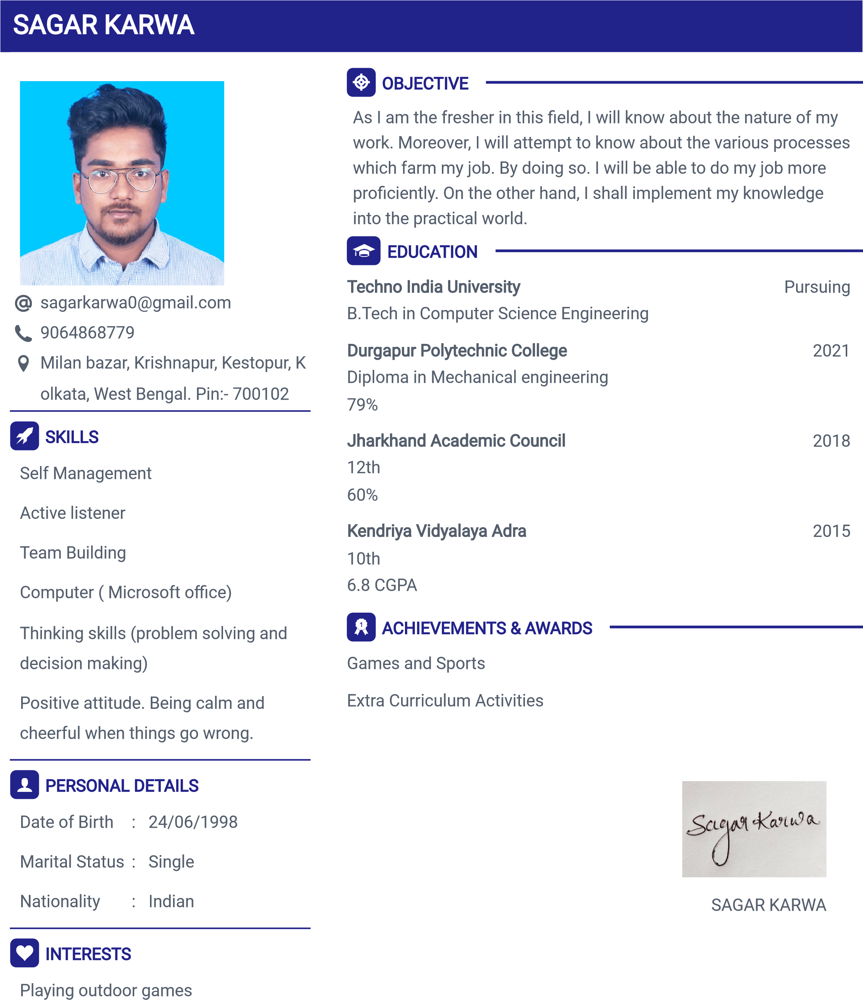 SAGAR KARWA
sagarkarwa0@gmail.com
9064868779
Milan bazar, Krishnapur, Kestopur, K
olkata, West Bengal. Pin:- 700102
SKILLS
Self Management
Active listener
Team Building
Computer ( Microsoft office)
Thinking skills (problem solving and
decision making)
Positive attitude. Being calm and
cheerful when things go wrong.
PERSONAL DETAILS
Date of Birth : 24/06/1998
Marital Status : Single
Nationality : Indian
INTERESTS
Playing outdoor games
OBJECTIVE
As I am the fresher in this field, I will know about the nature of my
work. Moreover, I will attempt to know about the various processes
which farm my job. By doing so. I will be able to do my job more
proficiently. On the other hand, I shall implement my knowledge
into the practical world.
EDUCATION
Techno India University Pursuing
B.Tech in Computer Science Engineering
Durgapur Polytechnic College 2021
Diploma in Mechanical engineering
79%
Jharkhand Academic Council 2018
12th
60%
Kendriya Vidyalaya Adra 2015
10th
6.8 CGPA
ACHIEVEMENTS & AWARDS
Games and Sports
Extra Curriculum Activities
Sagar Karwa
SAGAR KARWA